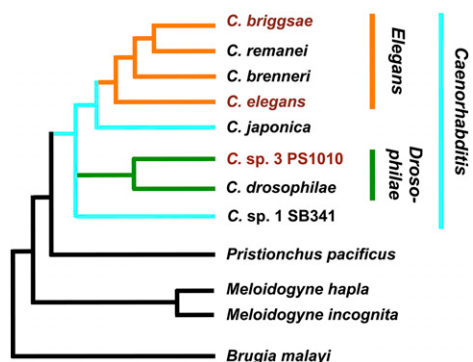 C. briggsae
C. remanei
C. brenneri
C. elegans
C. japonica
C. sp. 3 PS1010
C. drosophilae
C. sp. 1 SB341
Pristionchus pacificus
Meloidogyne hapla
Meloidogyne incognita
Brugia malayi
Elegans
Droso-
philae
Caenorhabditis